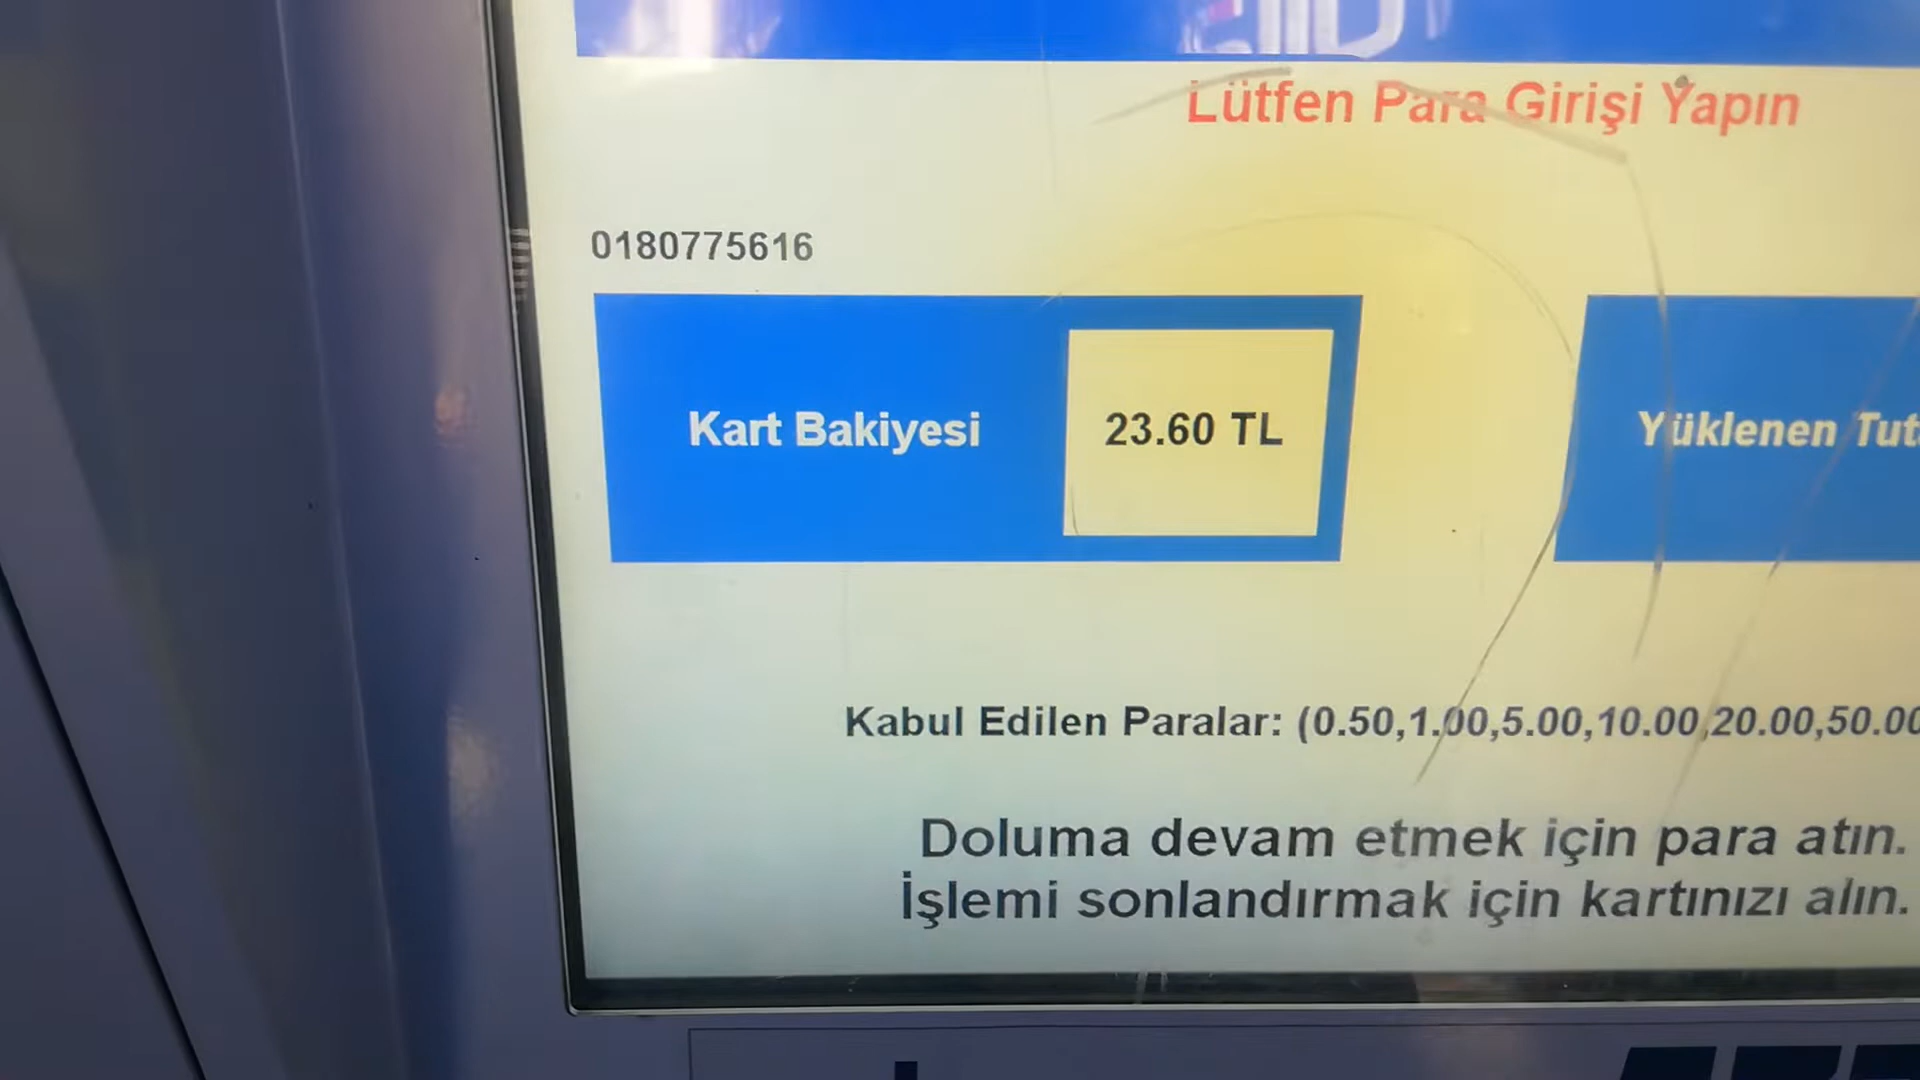 Lütfen Para Girişi Yapın
0180775616
Kart Bakiyesi
23.60 TL
Yüklenen Tut
Kabul Edilen Paralar: (0.50,1.00,5.00,10.00,20.00,50.00
Doluma devam etmek için para atın.
İşlemi sonlandırmak için kartınızı alın.